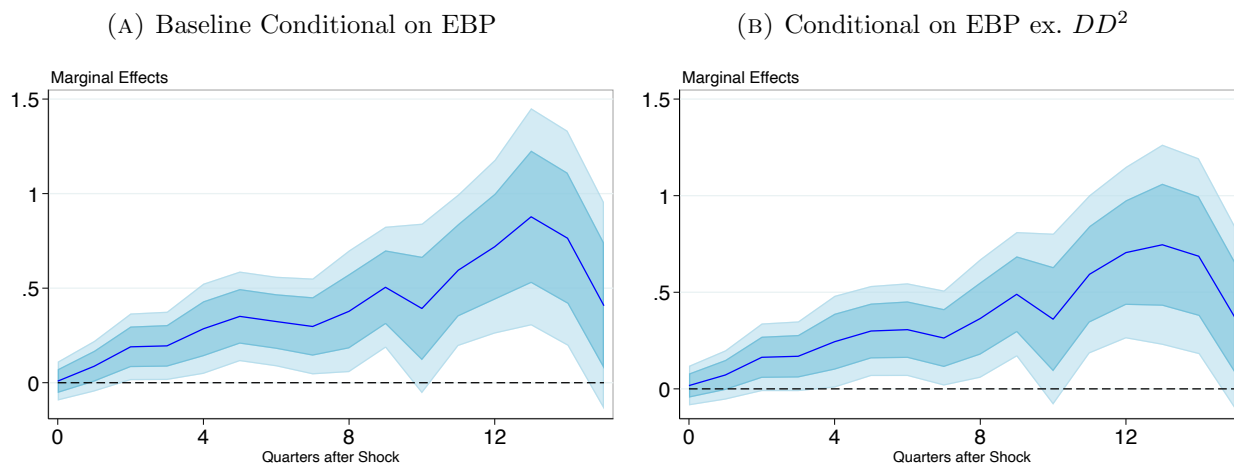 (A) Baseline Conditional on EBP
(B) Conditional on EBP ex. DD²
Marginal Effects
1.5
1
.5
0
0
4
8
12
Quarters after Shock
Marginal Effects
1.5
1
.5
0
0
4
8
12
Quarters after Shock